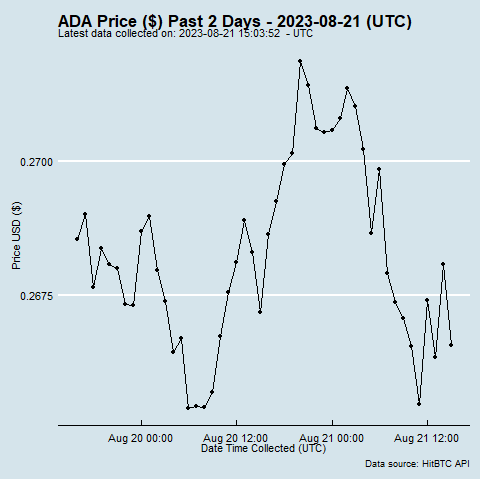 ADA Price ($) Past 2 Days - 2023-08-21 (UTC)
Latest data collected on: 2023-08-21 15:03:52  - UTC
0.2700
Price USD ($)
0.2675
Aug 20 00:00 Aug 20 12:00 Aug 21 00:00 Aug 21 12:00
Date Time Collected (UTC)
Data source: HitBTC API